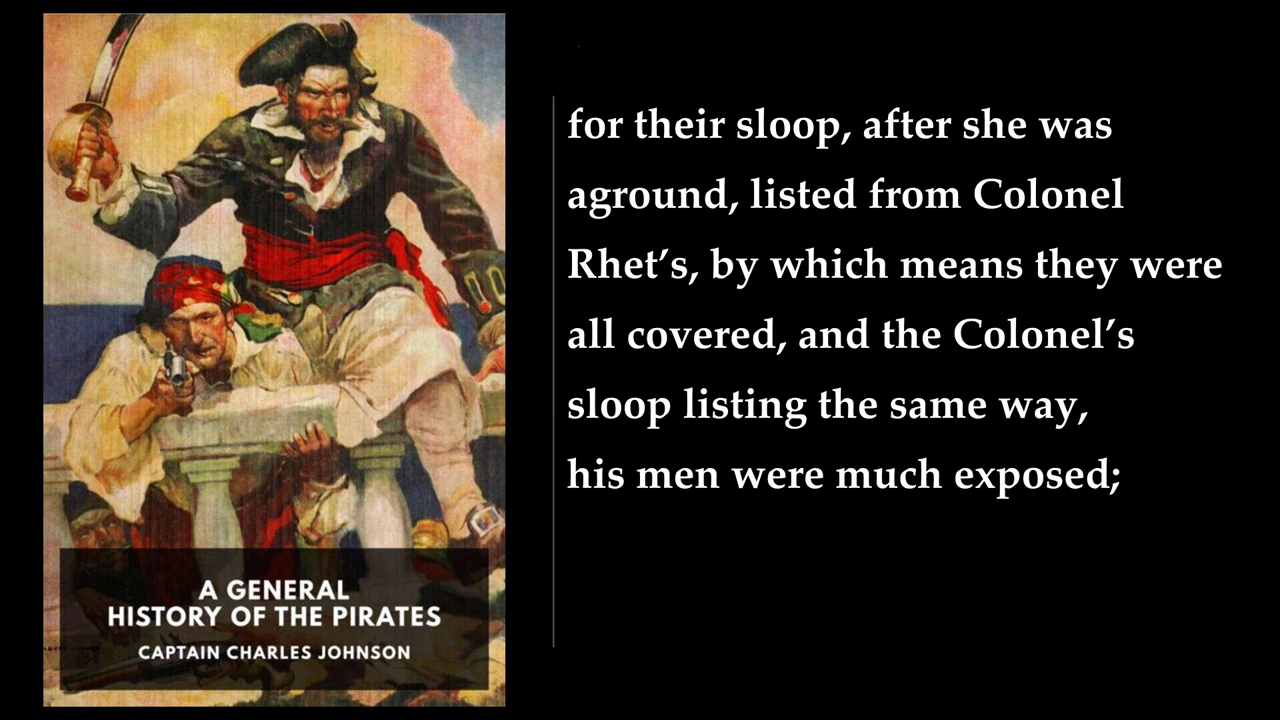 for their sloop, after she was
aground, listed from Colonel
Rhet’s, by which means they were
all covered, and the Colonel’s
sloop listing the same way,
his men were much exposed;
A GENERAL
HISTORY OF THE PIRATES
CAPTAIN CHARLES JOHNSON